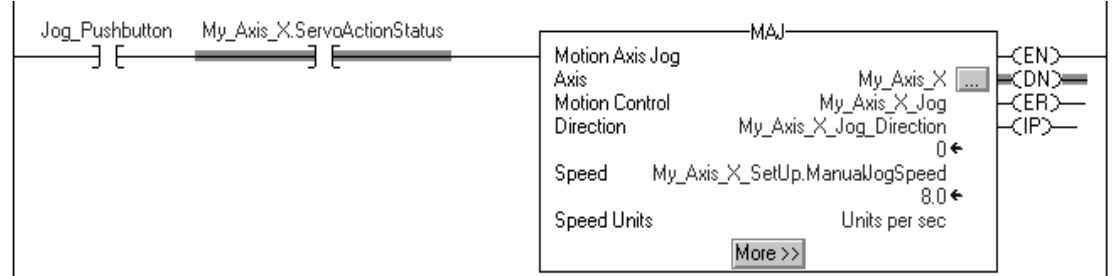 Jog_Pushbutton My_Axis_X.ServoActionStatus
MAJ
Motion Axis Jog
Axis My_Axis_X ...
Motion Control My_Axis_X_Jog
Direction My_Axis_X_Jog_Direction
0
Speed My_Axis_X_SetUp.ManualJogSpeed
8.0
Speed Units Units per sec
More >>
EN
DN
ER
IP